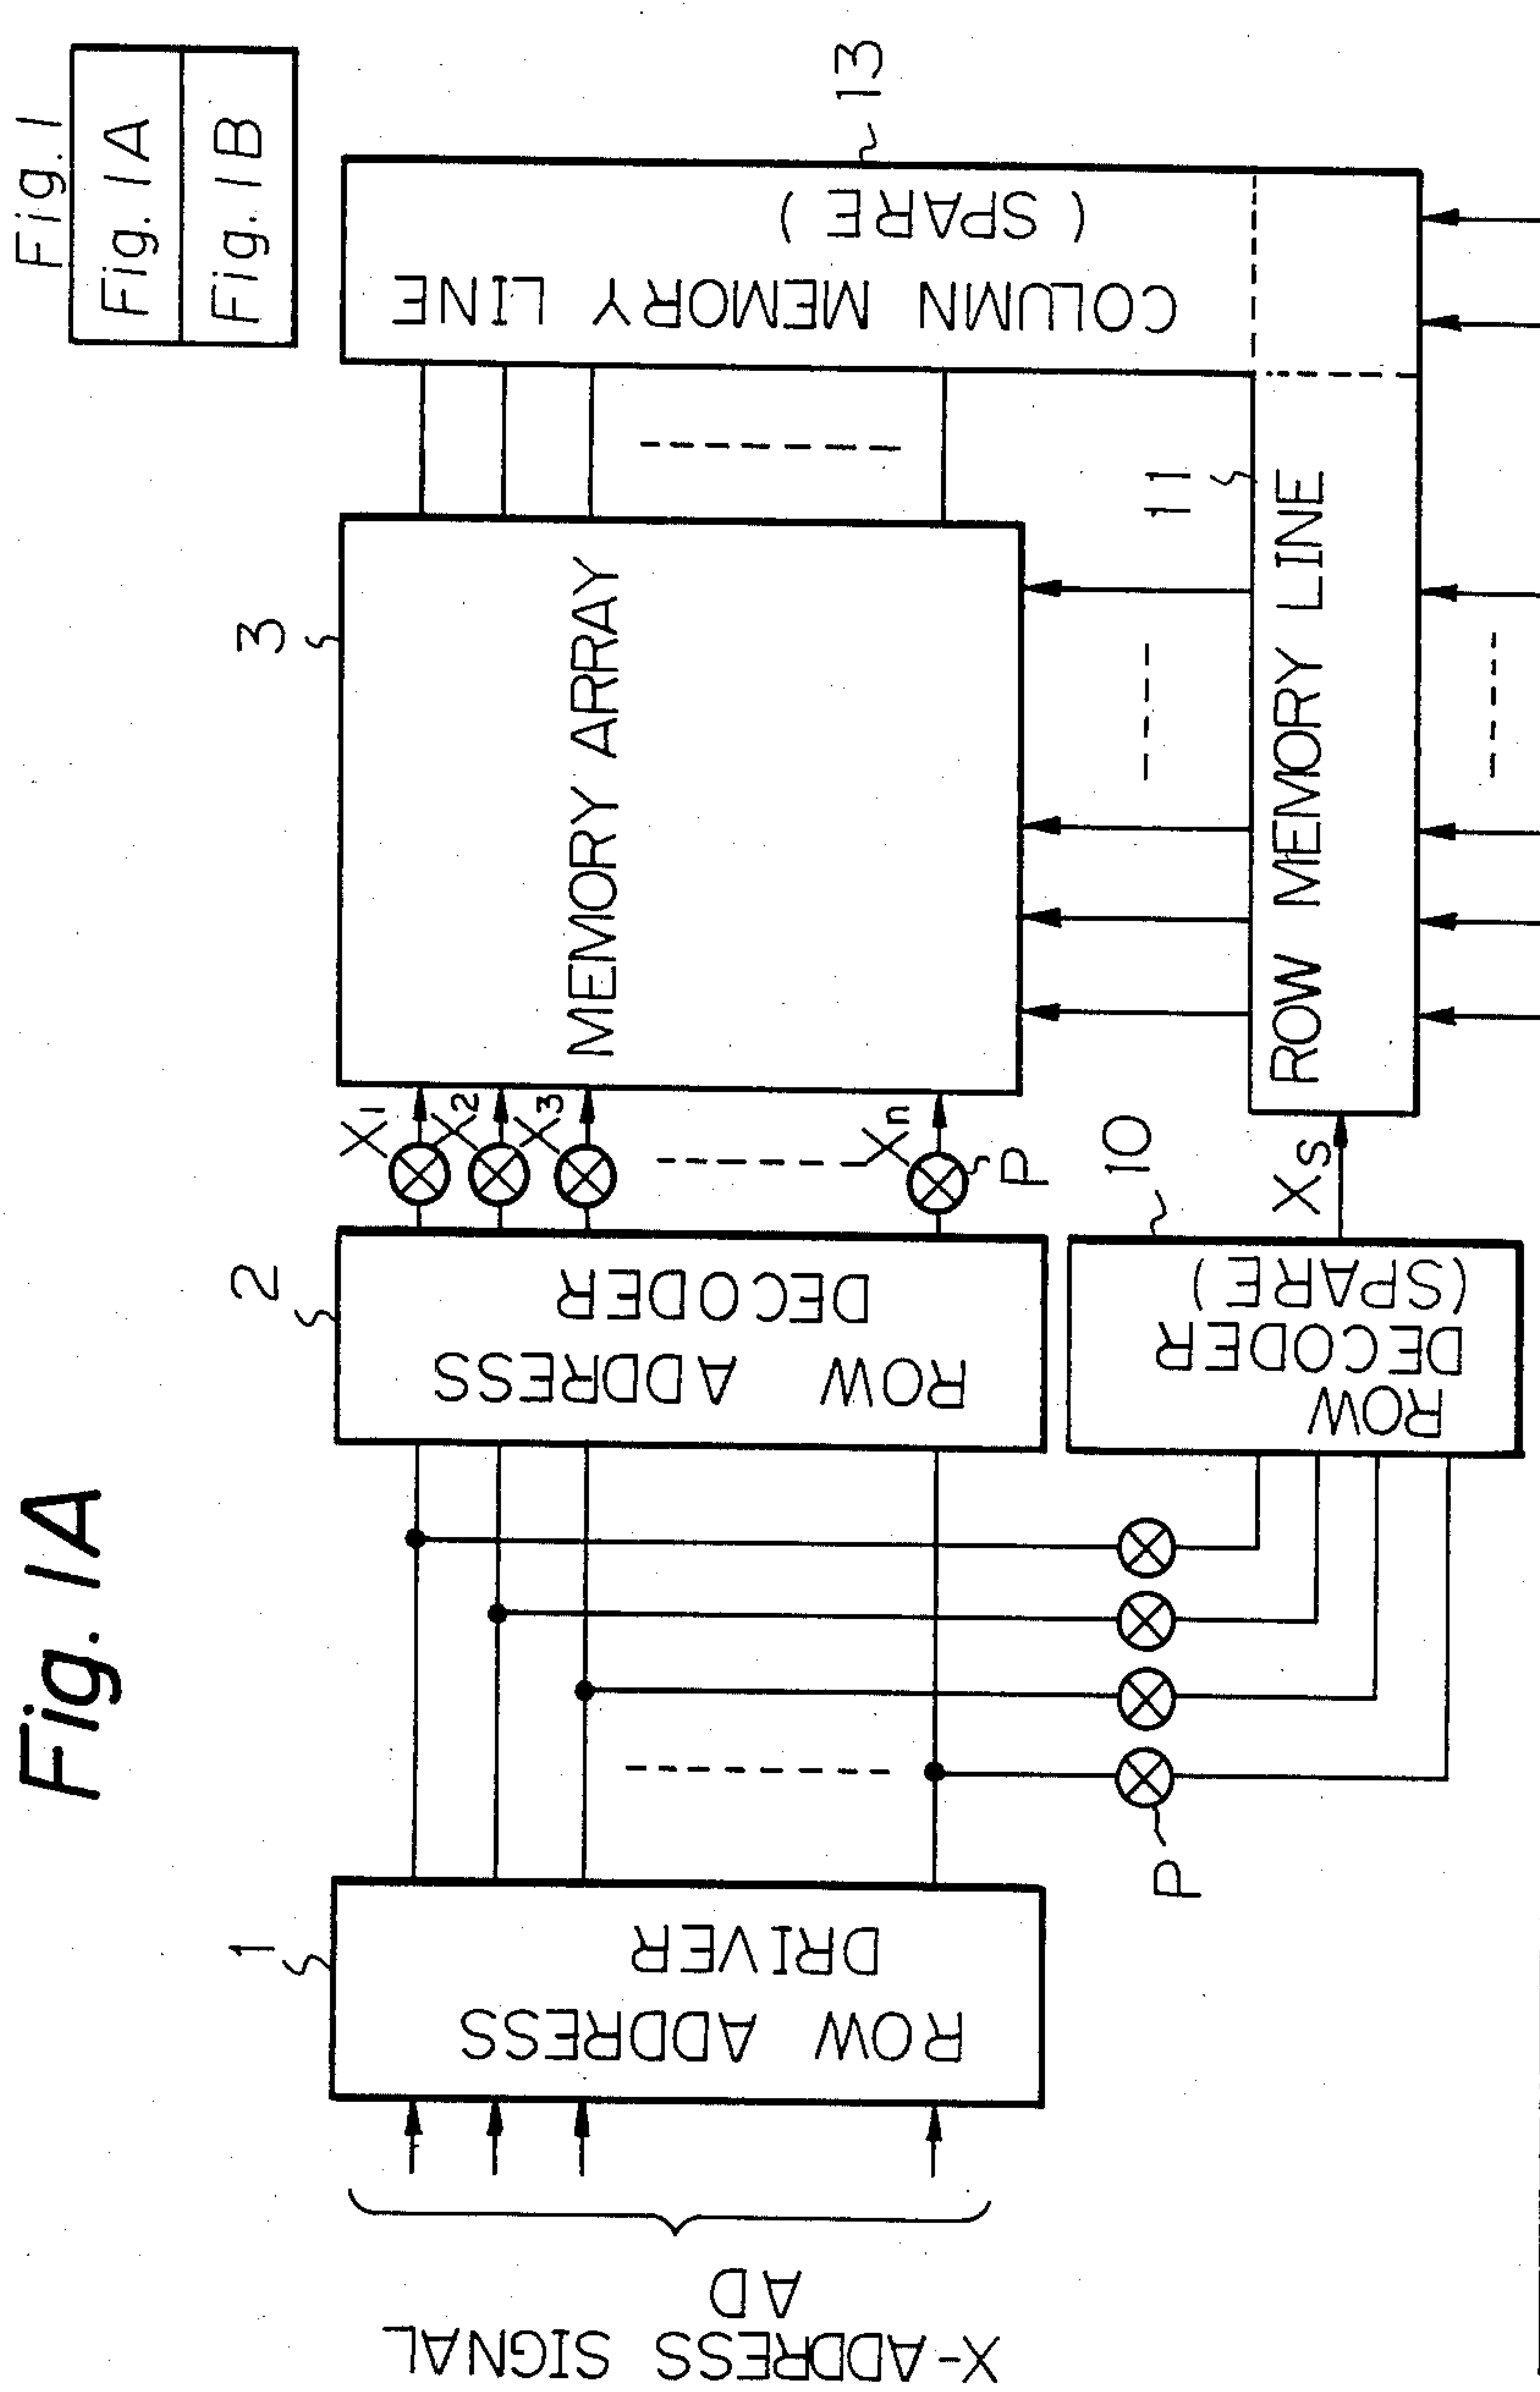 Fig. 1A
Fig. 1
Fig. 1A
Fig. 1B
X-ADDRESS SIGNAL
AD
1
ROW ADDRESS
DRIVER
P
2
ROW ADDRESS
DECODER
10
ROW
DECODER
(SPARE)
X1
X2
X3
Xn
P
XS
3
MEMORY ARRAY
11
ROW MEMORY LINE
13
COLUMN MEMORY LINE
(SPARE)